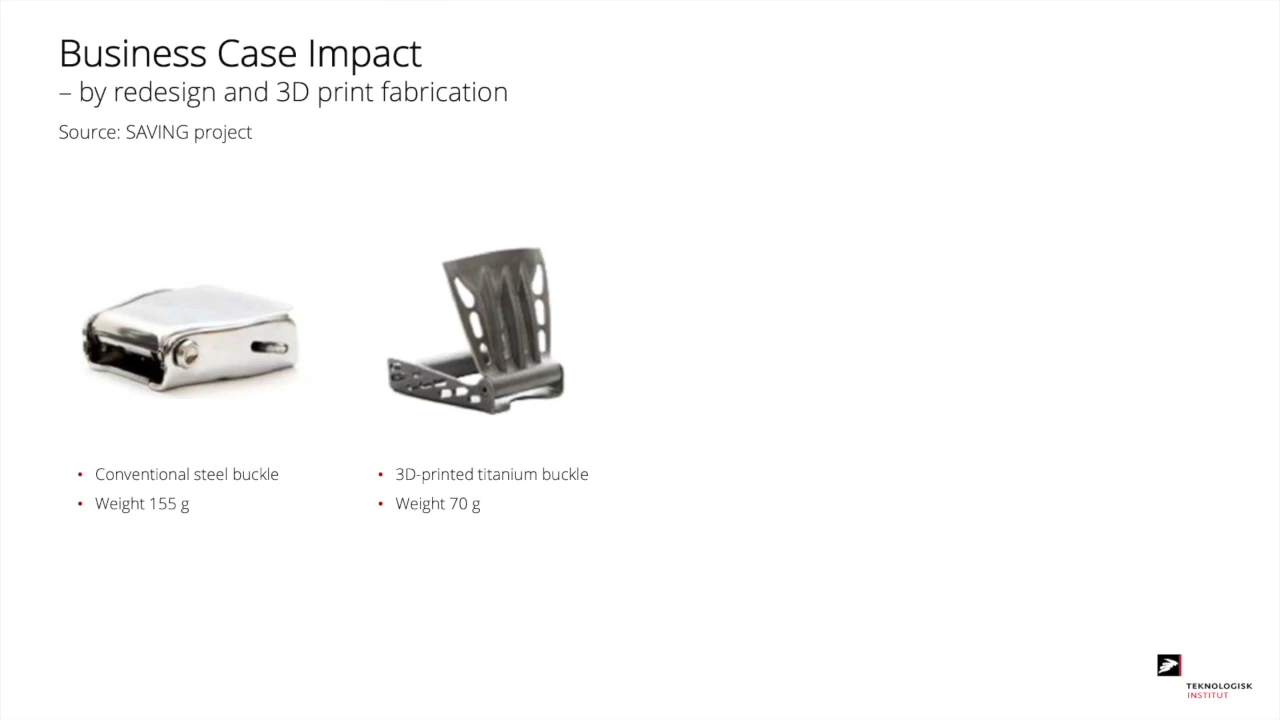 Business Case Impact
– by redesign and 3D print fabrication
Source: SAVING project
• Conventional steel buckle
• Weight 155 g
• 3D-printed titanium buckle
• Weight 70 g
TEKNOLOGISK
INSTITUT